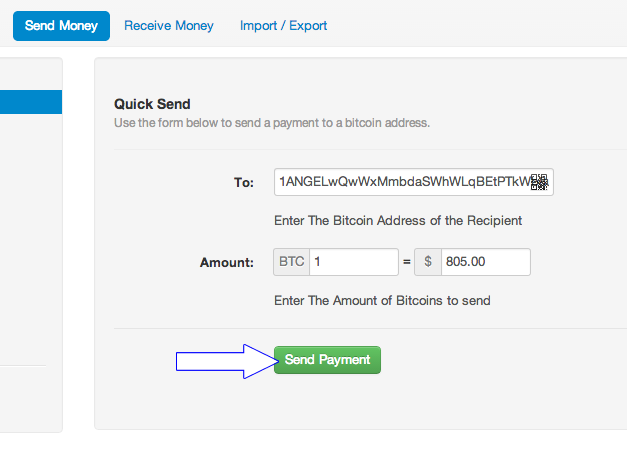 Send Money Receive Money Import / Export
Quick Send
Use the form below to send a payment to a bitcoin address.
To: 1ANGELwQwWxMmbdaSWhWLqBEtPTkW
Enter The Bitcoin Address of the Recipient
Amount: BTC 1 = $ 805.00
Enter The Amount of Bitcoins to send
Send Payment